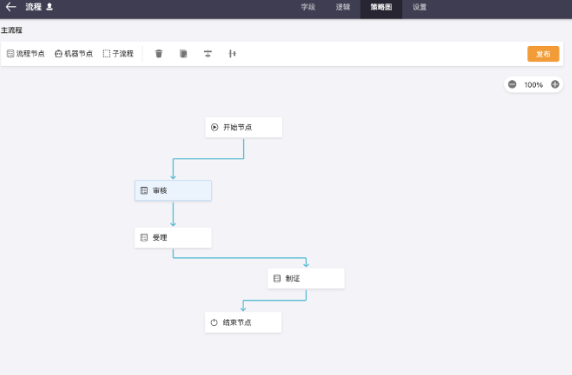 流程
字段 逻辑 策略图 设置
主流程
流程节点 机器节点 子流程
发布
100%
开始节点
审核
受理
制证
结束节点